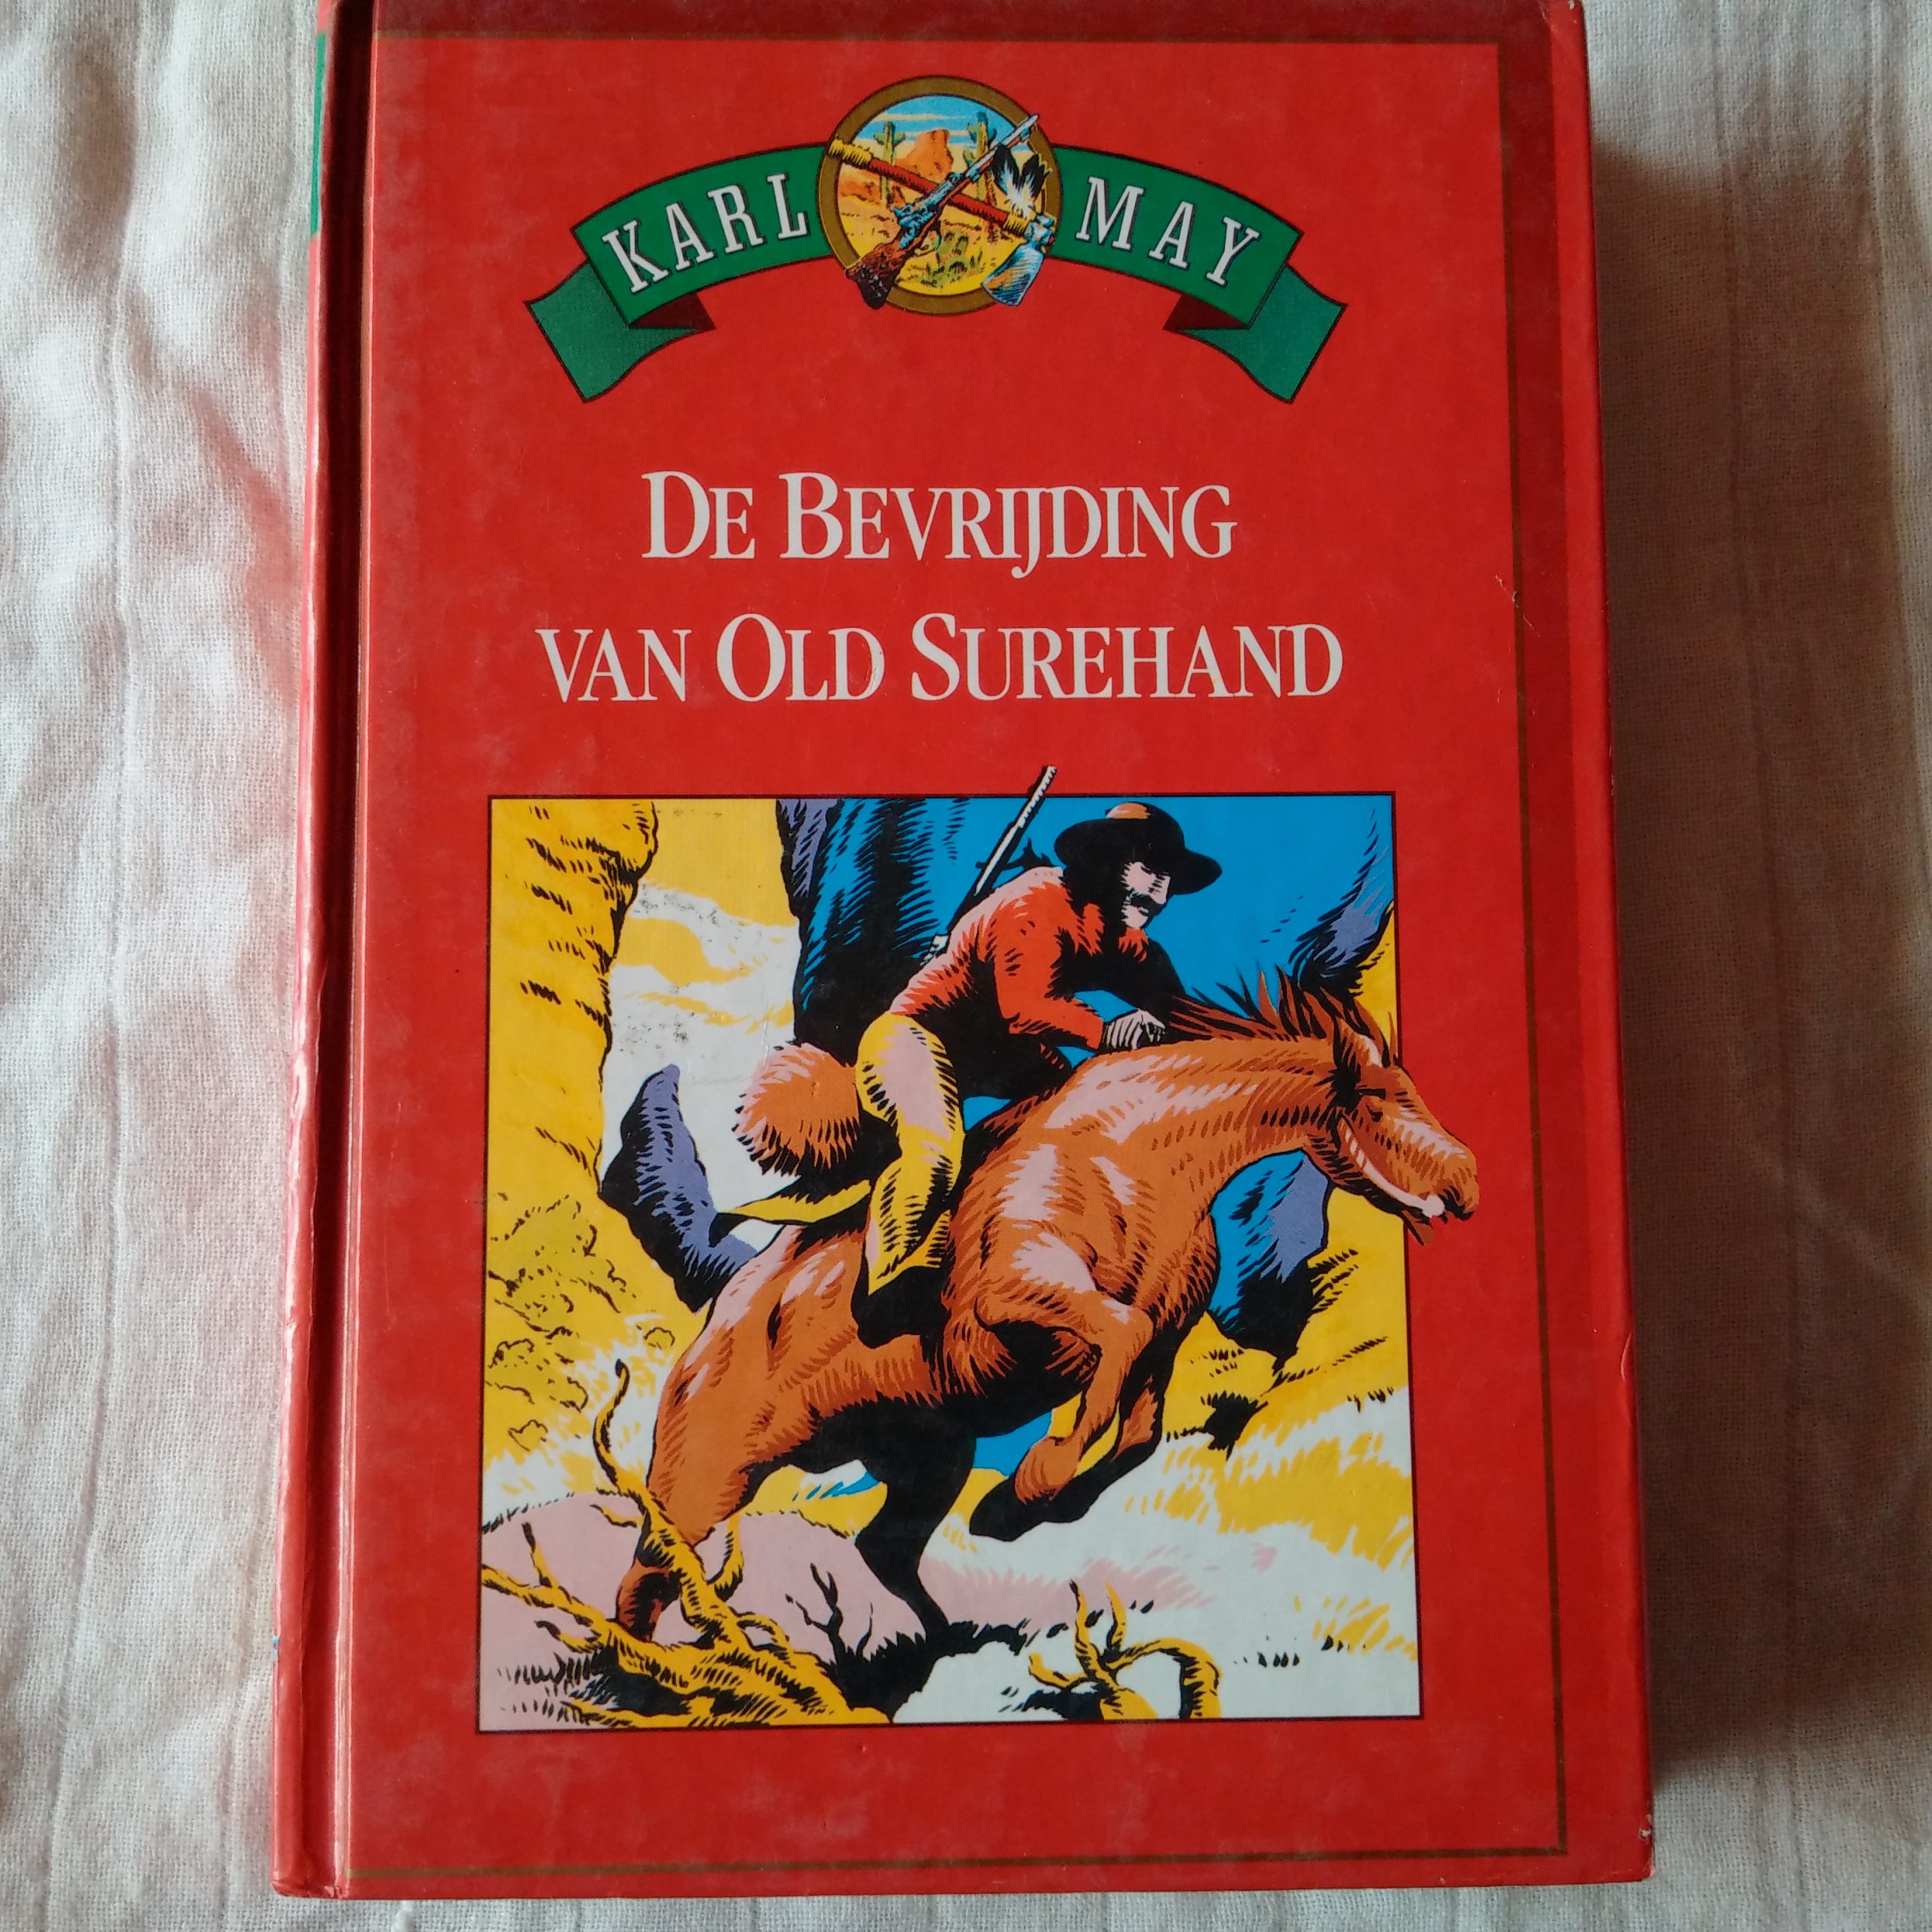 KARL MAY
DE BEVRIJDING
VAN OLD SUREHAND